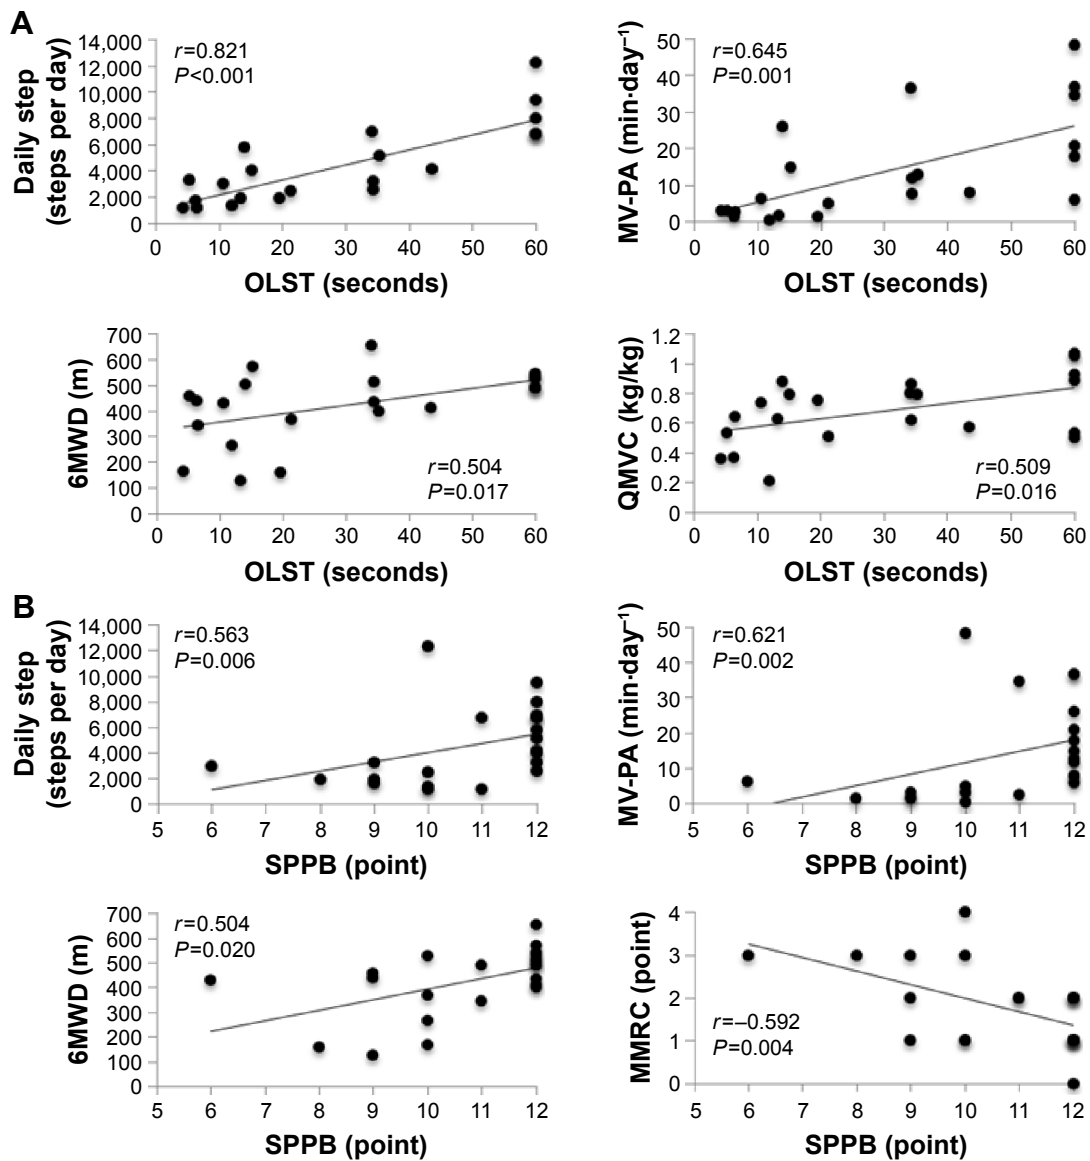 A
Daily step
(steps per day)
14,000
12,000
10,000
8,000
6,000
4,000
2,000
0
r=0.821
P<0.001
0 10 20 30 40 50 60
OLST (seconds)
MV-PA (min·day⁻¹)
50
40
30
20
10
0
r=0.645
P=0.001
0 10 20 30 40 50 60
OLST (seconds)
6MWD (m)
700
600
500
400
300
200
100
0
r=0.504
P=0.017
0 10 20 30 40 50 60
OLST (seconds)
QMVC (kg/kg)
1.2
1
0.8
0.6
0.4
0.2
0
r=0.509
P=0.016
0 10 20 30 40 50 60
OLST (seconds)
B
Daily step
(steps per day)
14,000
12,000
10,000
8,000
6,000
4,000
2,000
0
r=0.563
P=0.006
5 6 7 8 9 10 11 12
SPPB (point)
MV-PA (min·day⁻¹)
50
40
30
20
10
0
r=0.621
P=0.002
5 6 7 8 9 10 11 12
SPPB (point)
6MWD (m)
700
600
500
400
300
200
100
0
r=0.504
P=0.020
5 6 7 8 9 10 11 12
SPPB (point)
MMRC (point)
4
3
2
1
0
r=–0.592
P=0.004
5 6 7 8 9 10 11 12
SPPB (point)